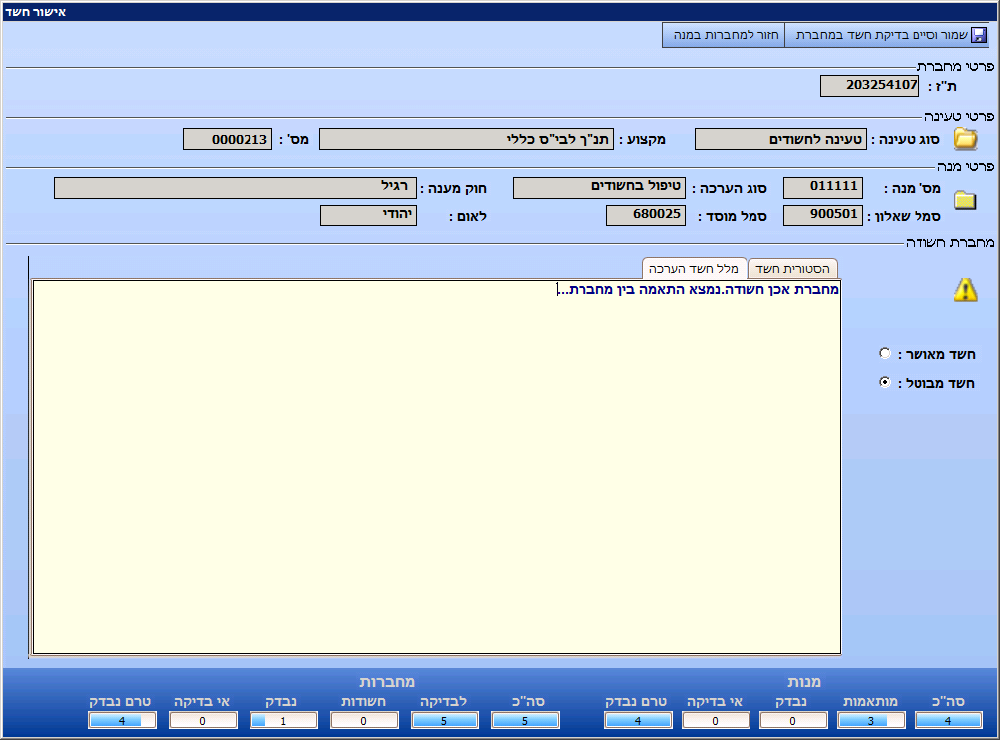 אישור חשד
שמור וסיים בדיקת חשד במחברת חזור למחברות במנה
פרטי מחברת
ת"ז : 203254107
פרטי טעינה
סוג טעינה : טעינה לחשודים מקצוע : תנ"ך לבי"ס כללי מס' : 0000213
פרטי מנה
מס' מנה : 011111 סוג הערכה : טיפול בחשודים חוק מענה : רגיל
סמל שאלון : 900501 סמל מוסד : 680025 לאום : יהודי
מחברת חשודה
הסטורית חשד מלל חשד הערכה
מחברת אכן חשודה.נמצא התאמה בין מחברת...
חשד מאושר :
חשד מבוטל :
מנות מחברות
סה"כ מותאמות נבדק אי בדיקה טרם נבדק סה"כ לבדיקה חשודות נבדק אי בדיקה טרם נבדק
4 3 0 0 4 5 5 0 1 0 4